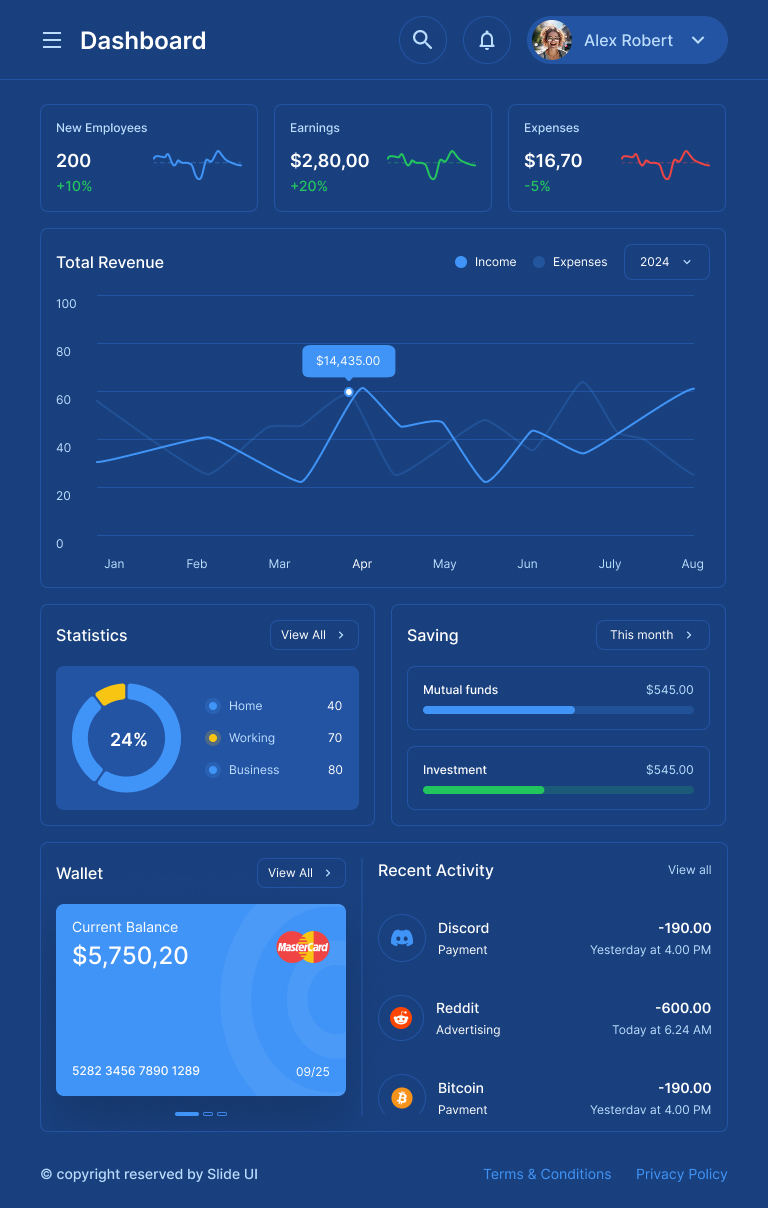 Dashboard
Alex Robert
New Employees
200
+10%
Earnings
$2,80,00
+20%
Expenses
$16,70
-5%
Total Revenue
Income
Expenses
2024
100
80
60
40
20
0
$14,435.00
Jan Feb Mar Apr May Jun July Aug
Statistics
View All
24%
Home 40
Working 70
Business 80
Saving
This month
Mutual funds $545.00
Investment $545.00
Wallet
View All
Current Balance
$5,750,20
MasterCard
5282 3456 7890 1289 09/25
Recent Activity
View all
Discord -190.00
Payment Yesterday at 4.00 PM
Reddit -600.00
Advertising Today at 6.24 AM
Bitcoin -190.00
Payment Yesterday at 4.00 PM
© copyright reserved by Slide UI
Terms & Conditions
Privacy Policy